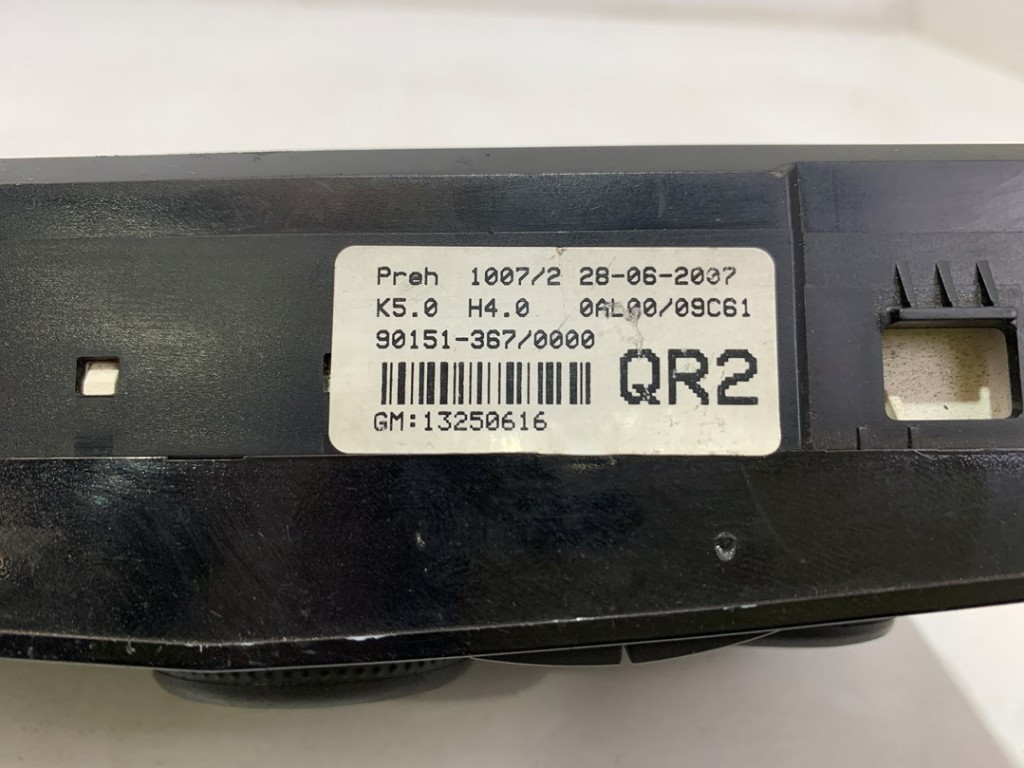 Preh 1007/2 28-06-2007
K5.0 H4.0 0AL00/09C61
90151-367/0000
QR2
GM:13250616